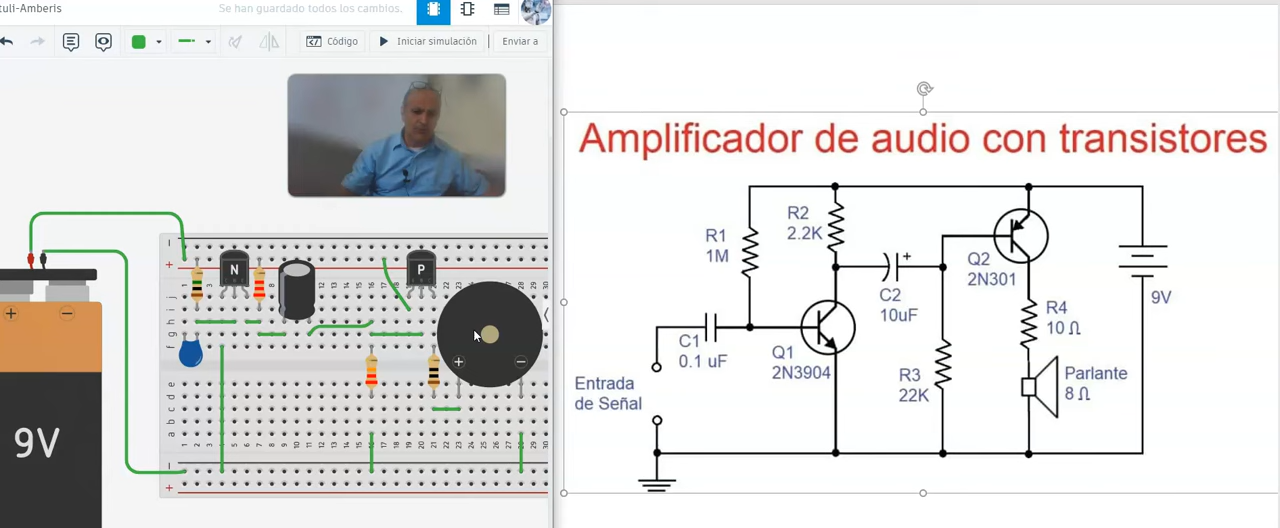 tuli-Amberis
Se han guardado todos los cambios.
Código
Iniciar simulación
Enviar a
N
P
9V
Amplificador de audio con transistores
R1
1M
R2
2.2K
C1
0.1 uF
Q1
2N3904
C2
10uF
+
R3
22K
Q2
2N301
R4
10 Ω
Parlante
8 Ω
9V
Entrada
de Señal